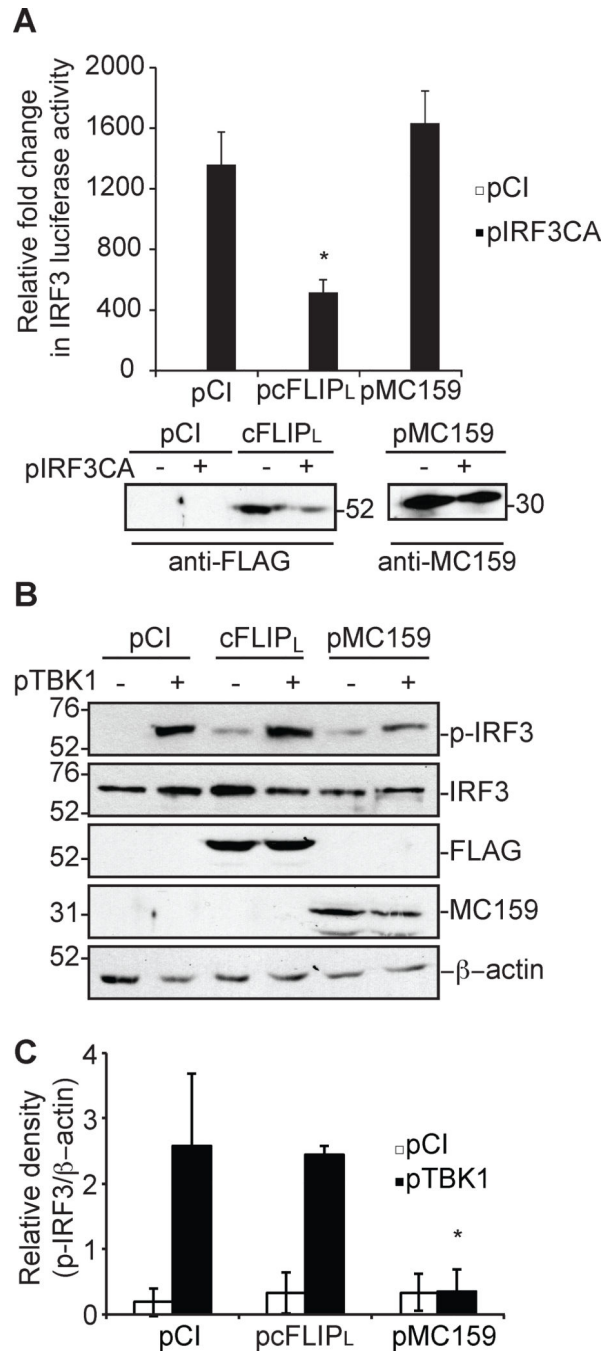 A
Relative fold change
in IRF3 luciferase activity
2000
1600
1200
800
400
0
*
pCI
pIRF3CA
pCI pcFLIPL pMC159
pCI cFLIPL pMC159
pIRF3CA - + - + - +
-52 -30
anti-FLAG anti-MC159
B
pCI cFLIPL pMC159
pTBK1 - + - + - +
76
52
-p-IRF3
76
52
-IRF3
52
-FLAG
31
-MC159
52
-β-actin
C
Relative density
(p-IRF3/β-actin)
4
3
2
1
0
pCI
pTBK1
*
pCI pcFLIPL pMC159